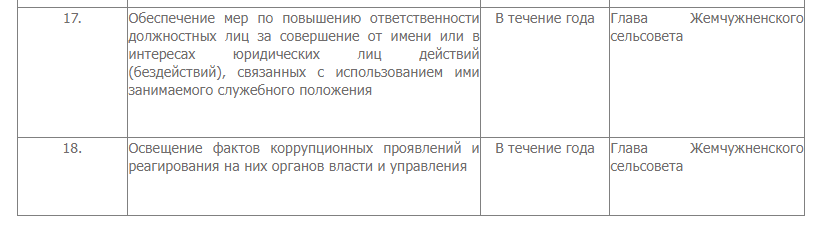 17. Обеспечение мер по повышению ответственности В течение года Глава Жемчужненского
должностных лиц за совершение от имени или в сельсовета
интересах юридических лиц действий
(бездействий), связанных с использованием ими
занимаемого служебного положения
18. Освещение фактов коррупционных проявлений и В течение года Глава Жемчужненского
реагирования на них органов власти и управления сельсовета